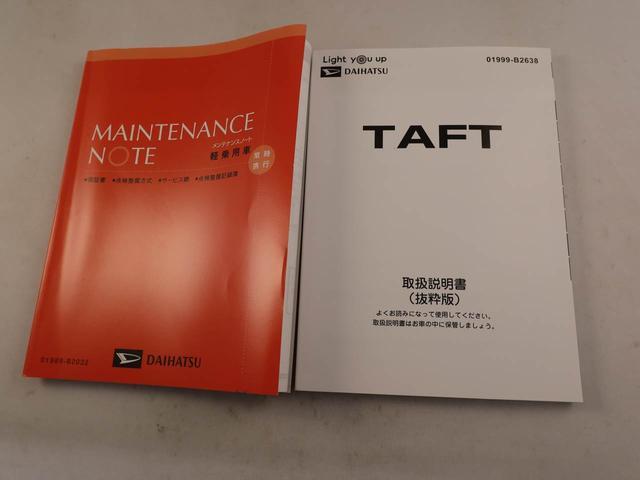 MAINTENANCE
NOTE
メンテナンスノート
軽乗用車
常時
携行
●保証書 ●点検整備方式 ●サービス網 ●点検整備記録簿
DAIHATSU
01999-B2022
Light you up
DAIHATSU
01999-B2638
TAFT
取扱説明書
(抜粋版)
よくお読みになって使用してください。
取扱説明書はお車の中に保管しましょう。